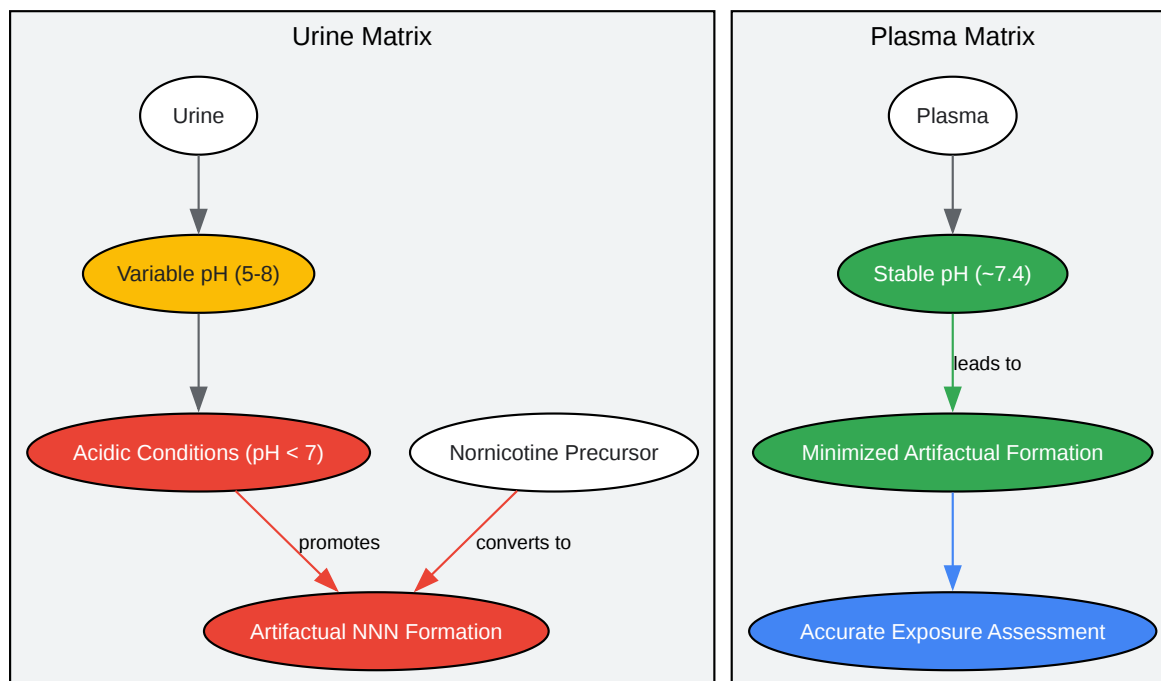 Urine Matrix
Urine
Variable pH (5-8)
Acidic Conditions (pH < 7)
Nornicotine Precursor
promotes
converts to
Artifactual NNN Formation
Plasma Matrix
Plasma
Stable pH (~7.4)
leads to
Minimized Artifactual Formation
Accurate Exposure Assessment